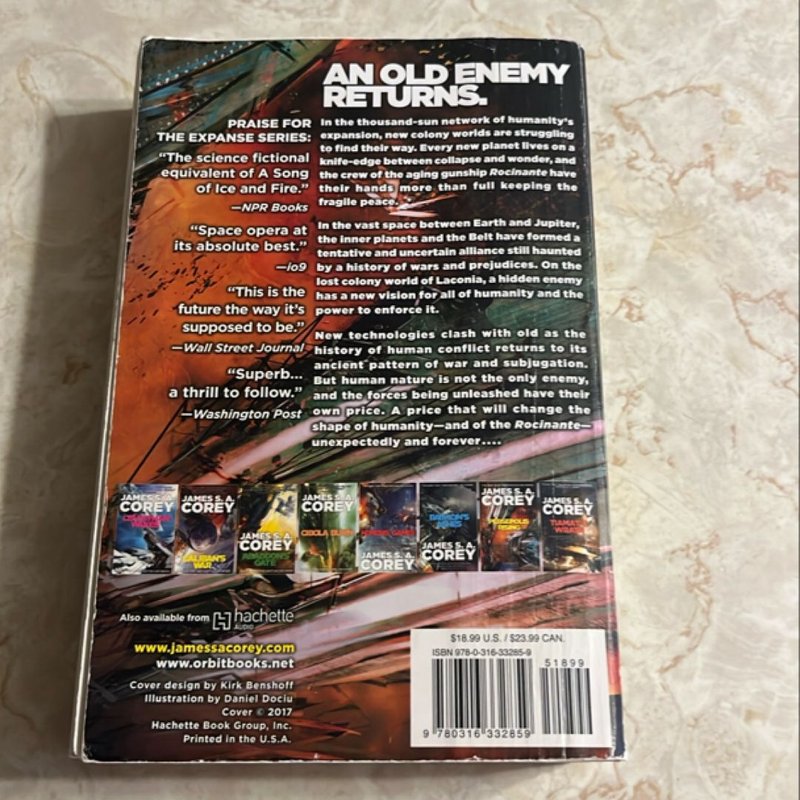 AN OLD ENEMY
RETURNS.
PRAISE FOR
THE EXPANSE SERIES:
“The science fictional
equivalent of A Song
of Ice and Fire.”
—NPR Books
“Space opera at
its absolute best.”
—io9
“This is the
future the way it’s
supposed to be.”
—Wall Street Journal
“Superb...
a thrill to follow.”
—Washington Post
In the thousand-sun network of humanity’s
expansion, new colony worlds are struggling
to find their way. Every new planet lives on a
knife-edge between collapse and wonder, and
the crew of the aging gunship Rocinante have
their hands more than full keeping the
fragile peace.
In the vast space between Earth and Jupiter,
the inner planets and the Belt have formed a
tentative and uncertain alliance still haunted
by a history of wars and prejudices. On the
lost colony world of Laconia, a hidden enemy
has a new vision for all of humanity and the
power to enforce it.
New technologies clash with old as the
history of human conflict returns to its
ancient pattern of war and subjugation.
But human nature is not the only enemy,
and the forces being unleashed have their
own price. A price that will change the
shape of humanity—and of the Rocinante—
unexpectedly and forever....
JAMES S. A.
COREY
LEVIATHAN
WAKES
JAMES S. A.
COREY
CALIBAN'S
WAR
JAMES S. A.
COREY
ABADDON'S
GATE
JAMES S. A.
COREY
CIBOLA BURN
NEMESIS GAMES
JAMES S. A.
COREY
BABYLON'S
ASHES
JAMES S. A.
COREY
JAMES S. A.
COREY
PERSEPOLIS
RISING
JAMES S. A.
COREY
TIAMAT'S
WRATH
Also available from hachette
AUDIO
www.jamessacorey.com
www.orbitbooks.net
Cover design by Kirk Benshoff
Illustration by Daniel Dociu
Cover © 2017
Hachette Book Group, Inc.
Printed in the U.S.A.
$18.99 U.S. / $23.99 CAN.
ISBN 978-0-316-33285-9
51899
9 780316 332859